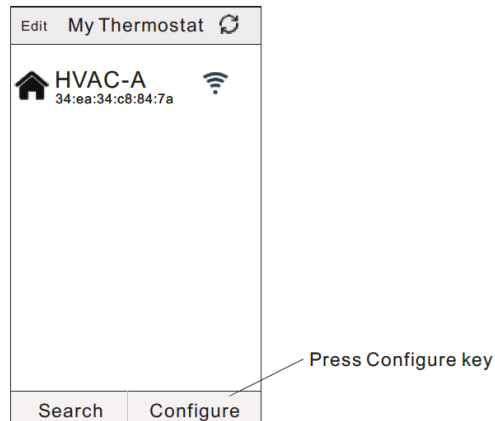 Edit My Thermostat
HVAC-A
34:ea:34:c8:84:7a
Press Configure key
Search Configure